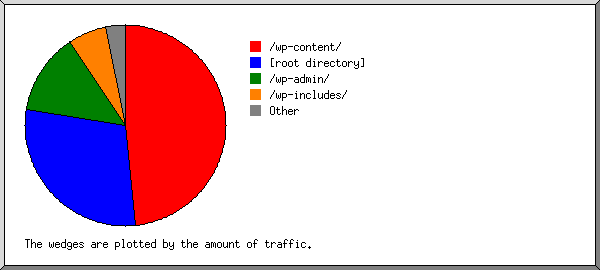 /wp-content/
[root directory]
/wp-admin/
/wp-includes/
Other
The wedges are plotted by the amount of traffic.